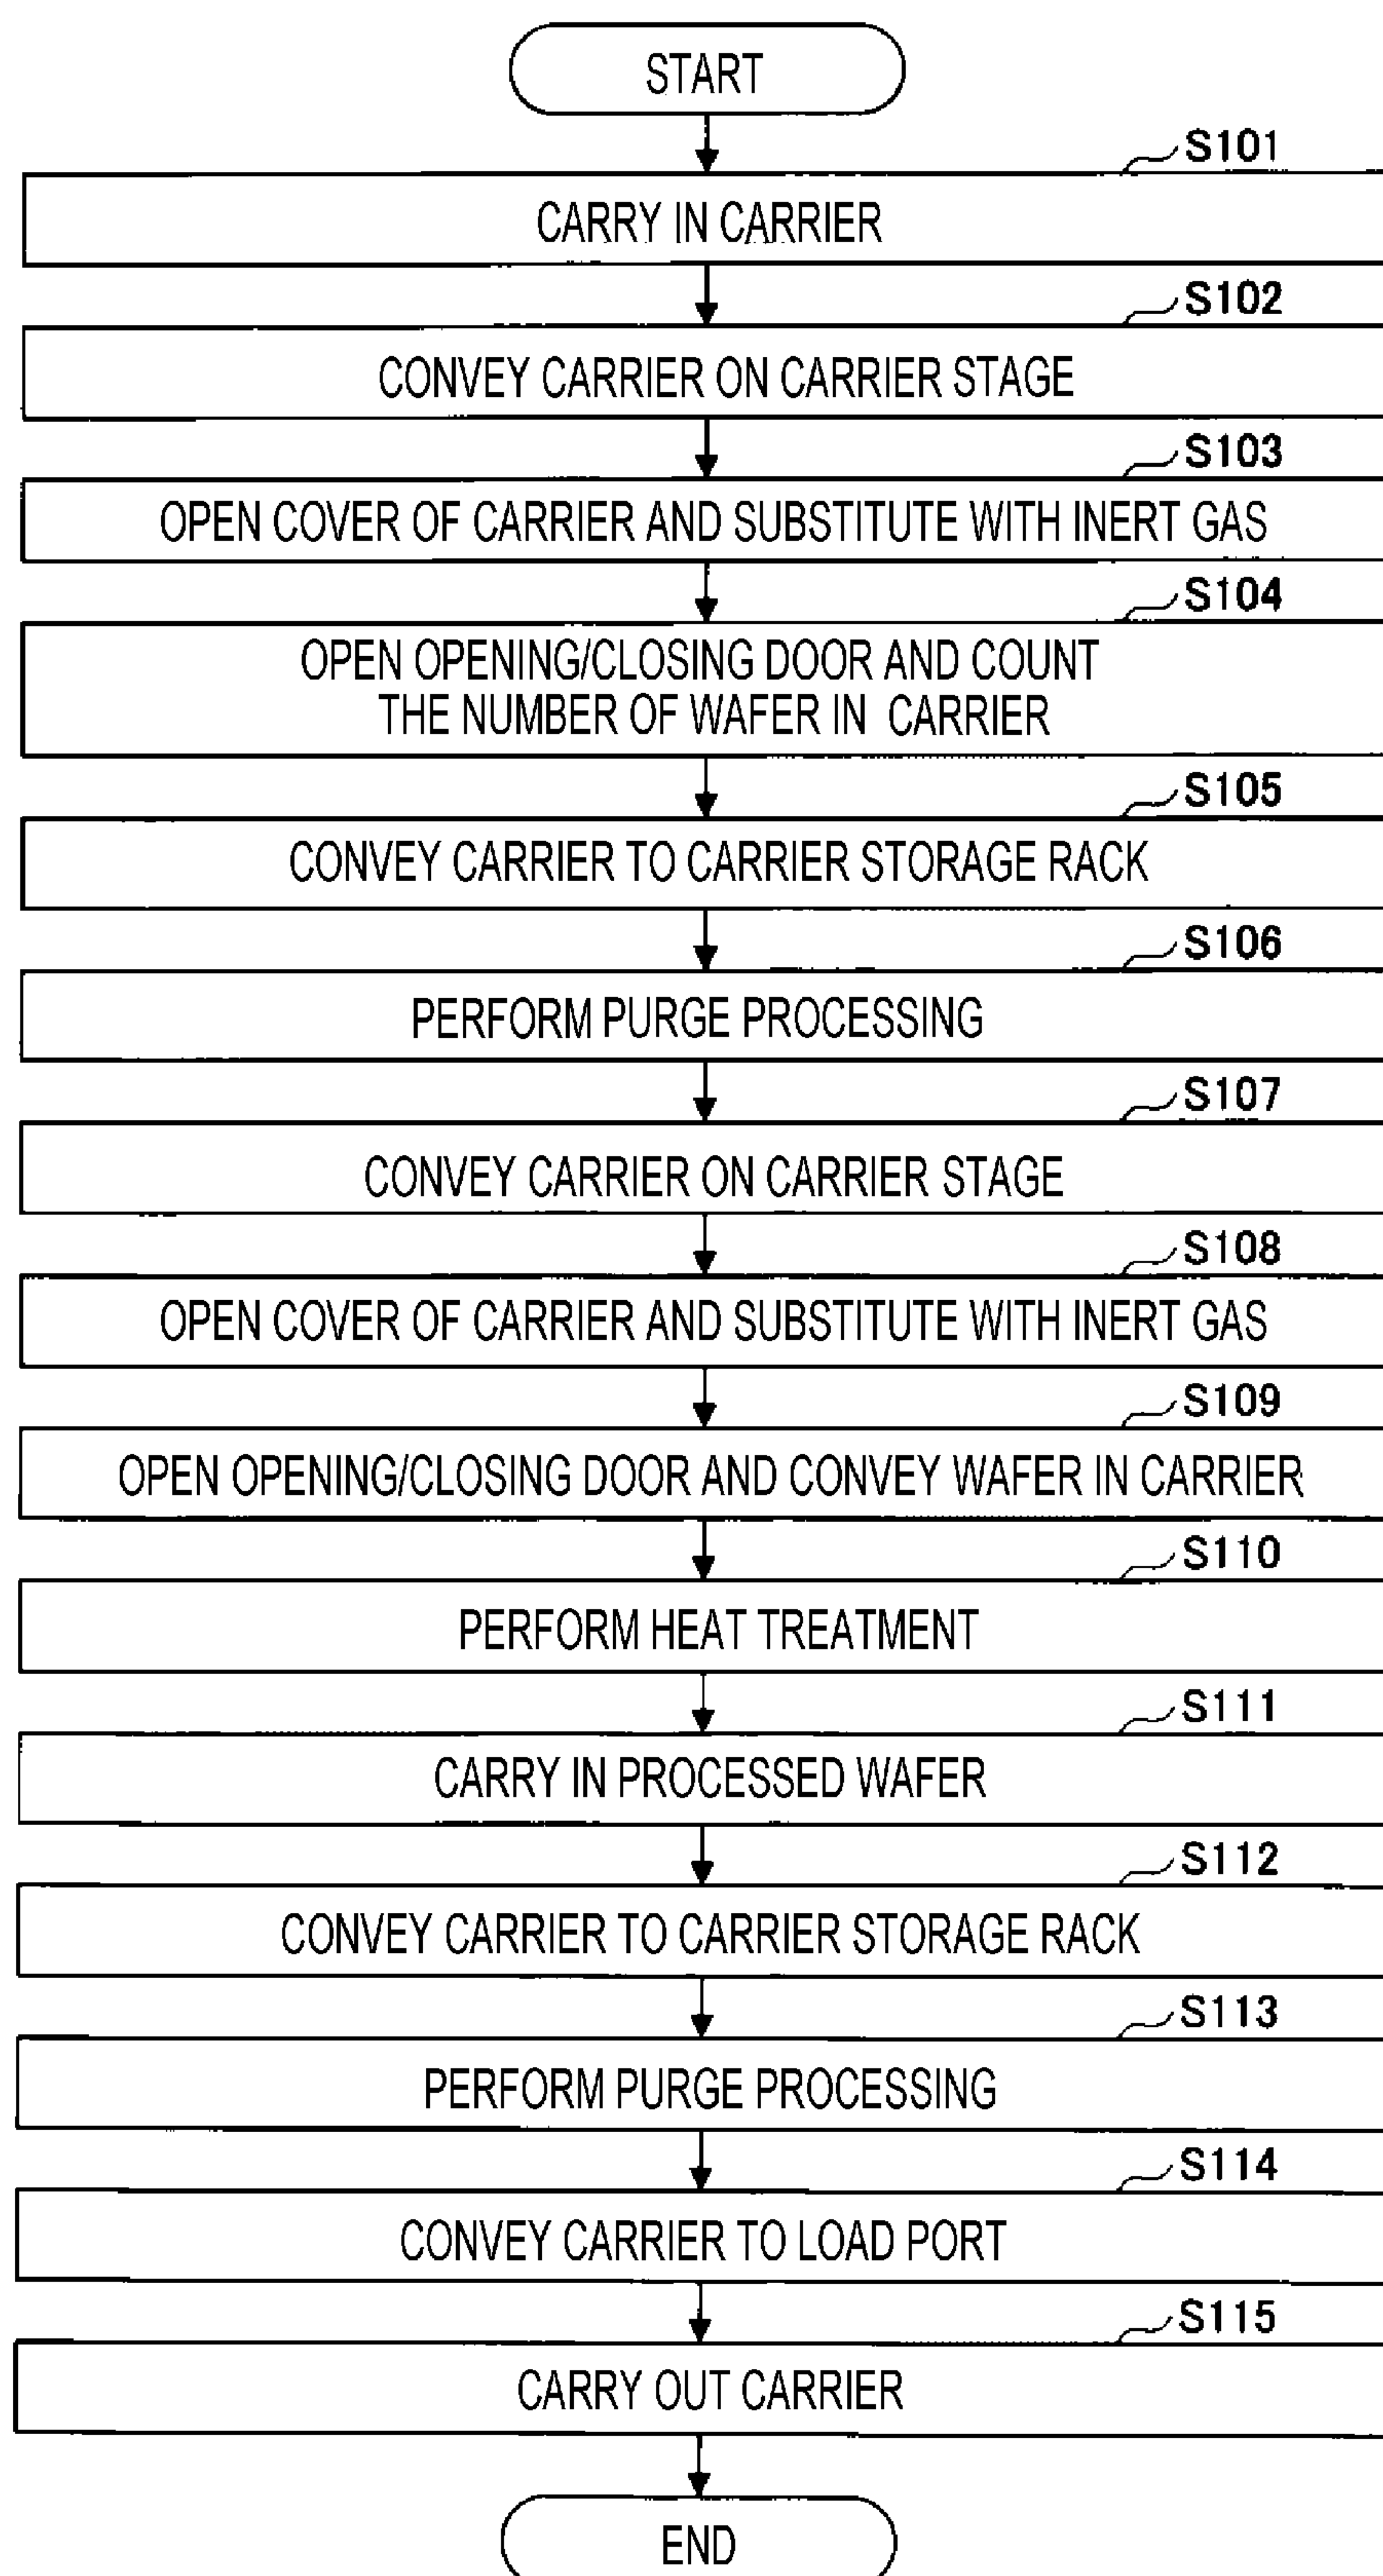 START
S101
CARRY IN CARRIER
S102
CONVEY CARRIER ON CARRIER STAGE
S103
OPEN COVER OF CARRIER AND SUBSTITUTE WITH INERT GAS
S104
OPEN OPENING/CLOSING DOOR AND COUNT
THE NUMBER OF WAFER IN CARRIER
S105
CONVEY CARRIER TO CARRIER STORAGE RACK
S106
PERFORM PURGE PROCESSING
S107
CONVEY CARRIER ON CARRIER STAGE
S108
OPEN COVER OF CARRIER AND SUBSTITUTE WITH INERT GAS
S109
OPEN OPENING/CLOSING DOOR AND CONVEY WAFER IN CARRIER
S110
PERFORM HEAT TREATMENT
S111
CARRY IN PROCESSED WAFER
S112
CONVEY CARRIER TO CARRIER STORAGE RACK
S113
PERFORM PURGE PROCESSING
S114
CONVEY CARRIER TO LOAD PORT
S115
CARRY OUT CARRIER
END